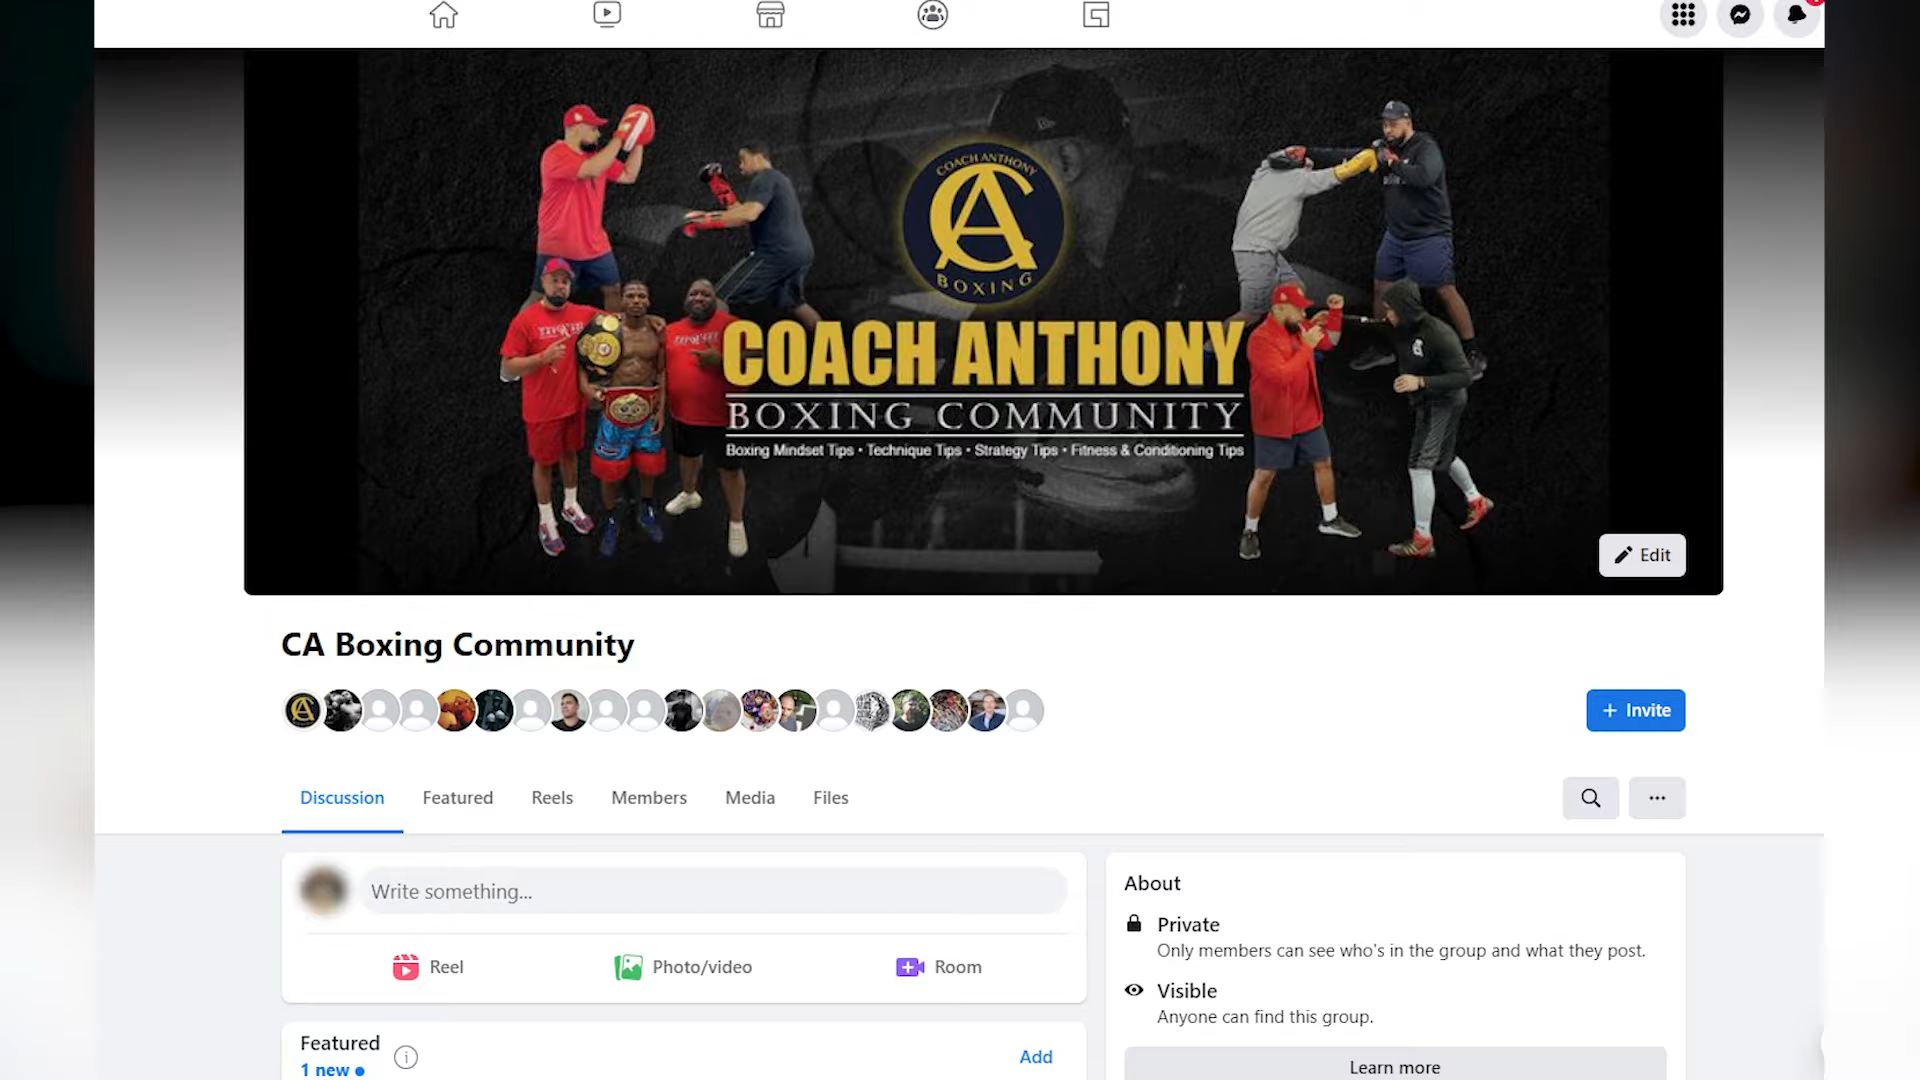 COACH ANTHONY
CA
BOXING
COACH ANTHONY
BOXING COMMUNITY
Boxing Mindset Tips • Technique Tips • Strategy Tips • Fitness & Conditioning Tips
Edit
CA Boxing Community
+ Invite
Discussion
Featured
Reels
Members
Media
Files
Write something...
Reel
Photo/video
Room
Featured
1 new
Add
About
Private
Only members can see who's in the group and what they post.
Visible
Anyone can find this group.
Learn more